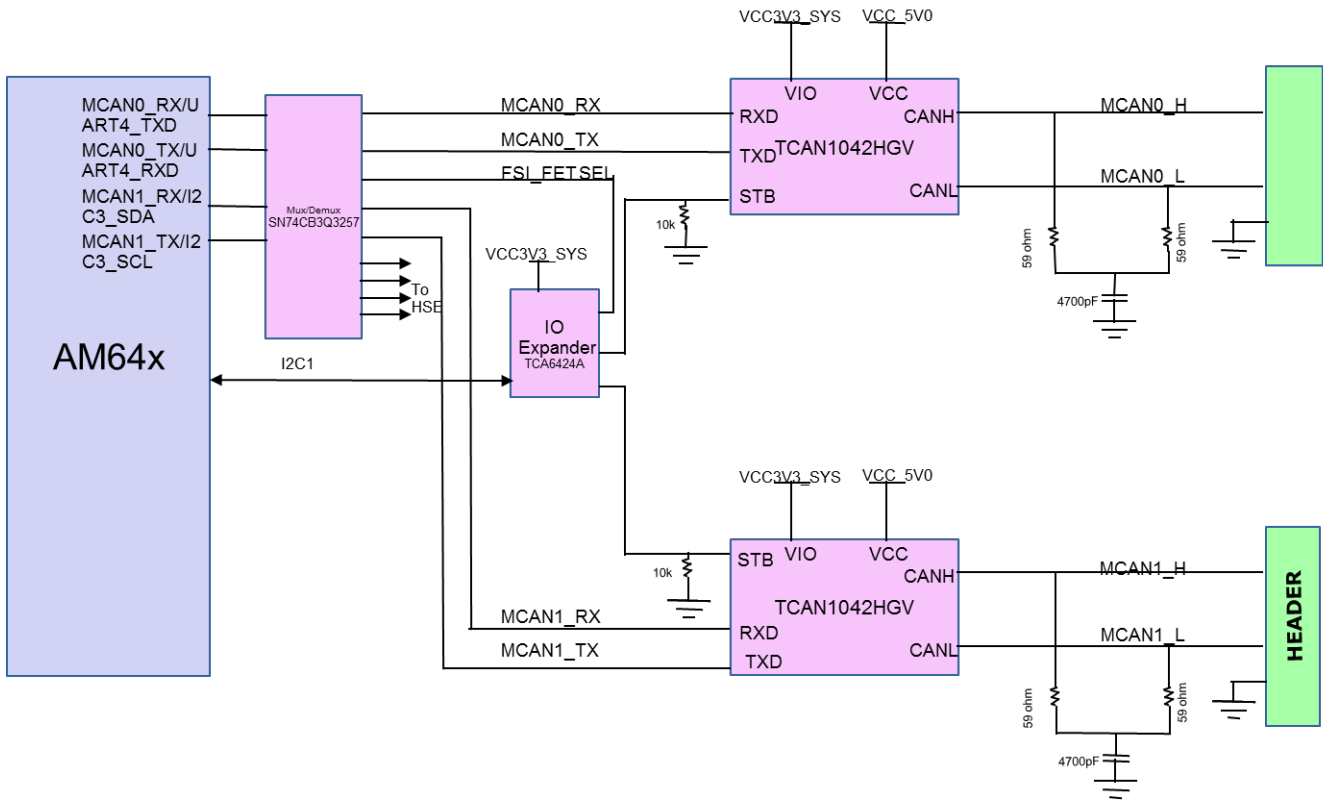 VCC3V3_SYS
VCC_5V0
MCAN0_RX/U
ART4_TXD
MCAN0_TX/U
ART4_RXD
MCAN1_RX/I2
C3_SDA
MCAN1_TX/I2
C3_SCL
AM64x
Mux/Demux
SN74CB3Q3257
MCAN0_RX
MCAN0_TX
FSI_FETSEL
To
HSE
I2C1
VCC3V3_SYS
IO
Expander
TCA6424A
10k
VIO
VCC
RXD
CANH
TXD
TCAN1042HGV
STB
CANL
MCAN0_H
MCAN0_L
59 ohm
59 ohm
4700pF
VCC3V3_SYS
VCC_5V0
10k
STB
VIO
VCC
CANH
TCAN1042HGV
RXD
CANL
TXD
MCAN1_RX
MCAN1_TX
MCAN1_H
MCAN1_L
59 ohm
59 ohm
4700pF
HEADER